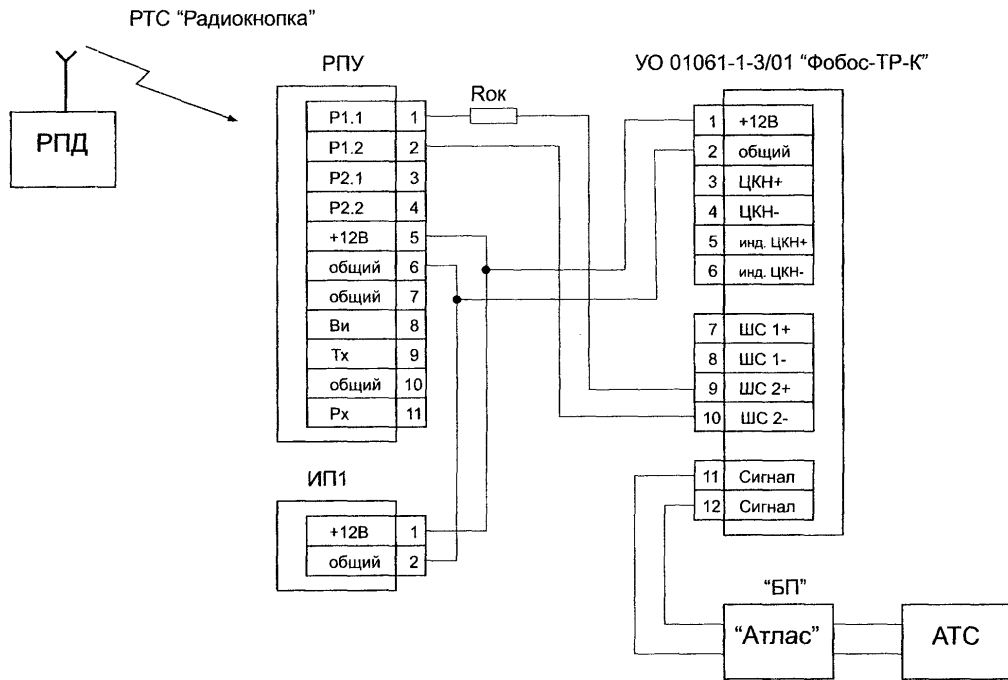 РТС “Радиокнопка”
РПД
РПУ
Р1.1 1
Р1.2 2
Р2.1 3
Р2.2 4
+12В 5
общий 6
общий 7
Ви 8
Тх 9
общий 10
Рх 11
Rок
УО 01061-1-3/01 “Фобос-ТР-К”
1 +12В
2 общий
3 ЦКН+
4 ЦКН-
5 инд. ЦКН+
6 инд. ЦКН-
7 ШС 1+
8 ШС 1-
9 ШС 2+
10 ШС 2-
11 Сигнал
12 Сигнал
ИП1
+12В 1
общий 2
“БП”
“Атлас”
АТС